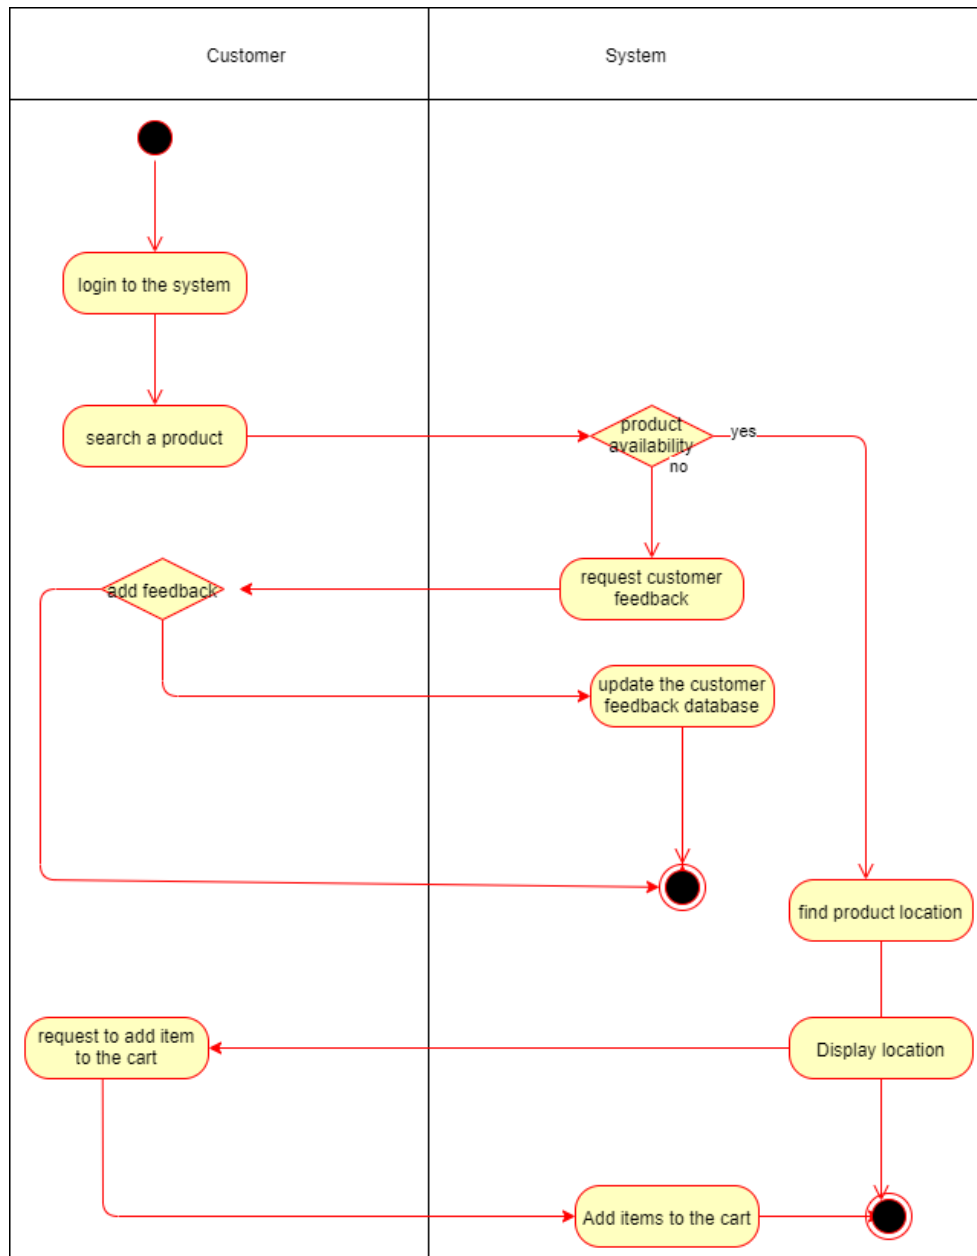 Customer
System
login to the system
search a product
product
availability
yes
no
add feedback
request customer
feedback
update the customer
feedback database
find product location
request to add item
to the cart
Display location
Add items to the cart